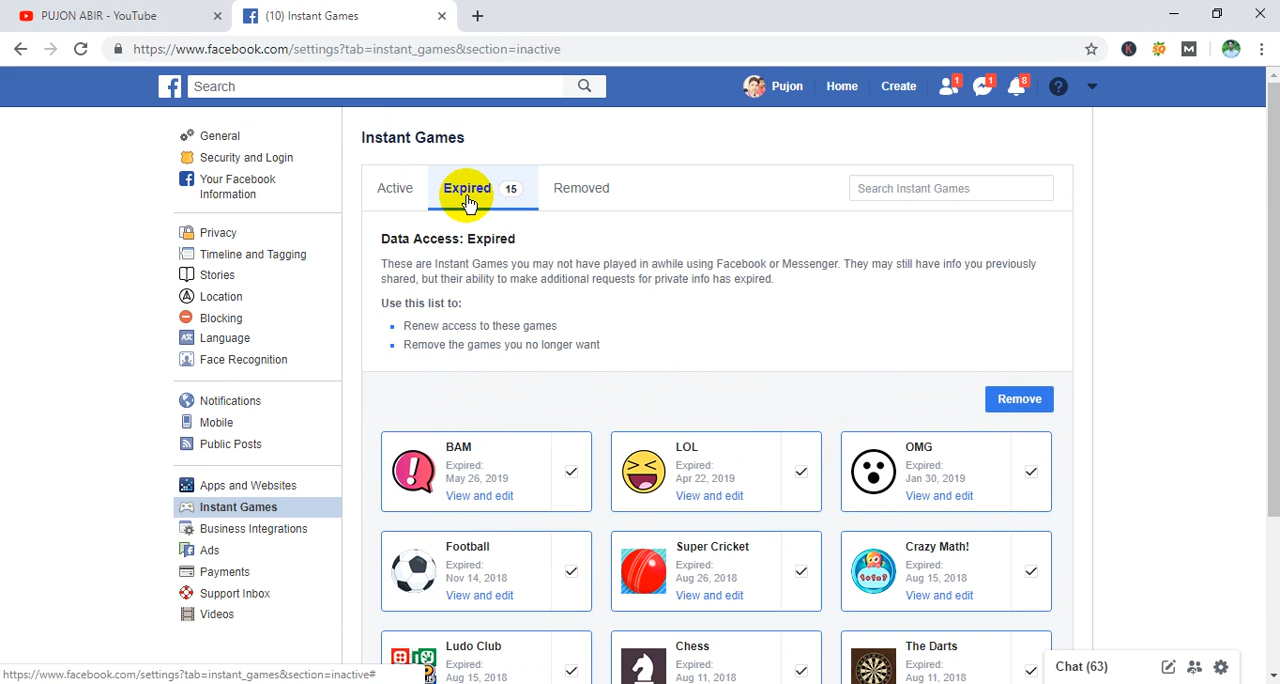 PUJON ABIR - YouTube
(10) Instant Games
https://www.facebook.com/settings?tab=instant_games&section=inactive
Search
Pujon
Home
Create
1
1
8
General
Security and Login
Your Facebook
Information
Privacy
Timeline and Tagging
Stories
Location
Blocking
Language
Face Recognition
Notifications
Mobile
Public Posts
Apps and Websites
Instant Games
Business Integrations
Ads
Payments
Support Inbox
Videos
Instant Games
Active
Expired 15
Removed
Search Instant Games
Data Access: Expired
These are Instant Games you may not have played in awhile using Facebook or Messenger. They may still have info you previously
shared, but their ability to make additional requests for private info has expired.
Use this list to:
Renew access to these games
Remove the games you no longer want
Remove
BAM
Expired:
May 26, 2019
View and edit
LOL
Expired:
Apr 22, 2019
View and edit
OMG
Expired:
Jan 30, 2019
View and edit
Football
Expired:
Nov 14, 2018
View and edit
Super Cricket
Expired:
Aug 26, 2018
View and edit
Crazy Math!
Expired:
Aug 15, 2018
View and edit
Ludo Club
Expired:
Aug 15, 2018
Chess
Expired:
Aug 11, 2018
The Darts
Expired:
Aug 11, 2018
Chat (63)
https://www.facebook.com/settings?tab=instant_games&section=inactive#